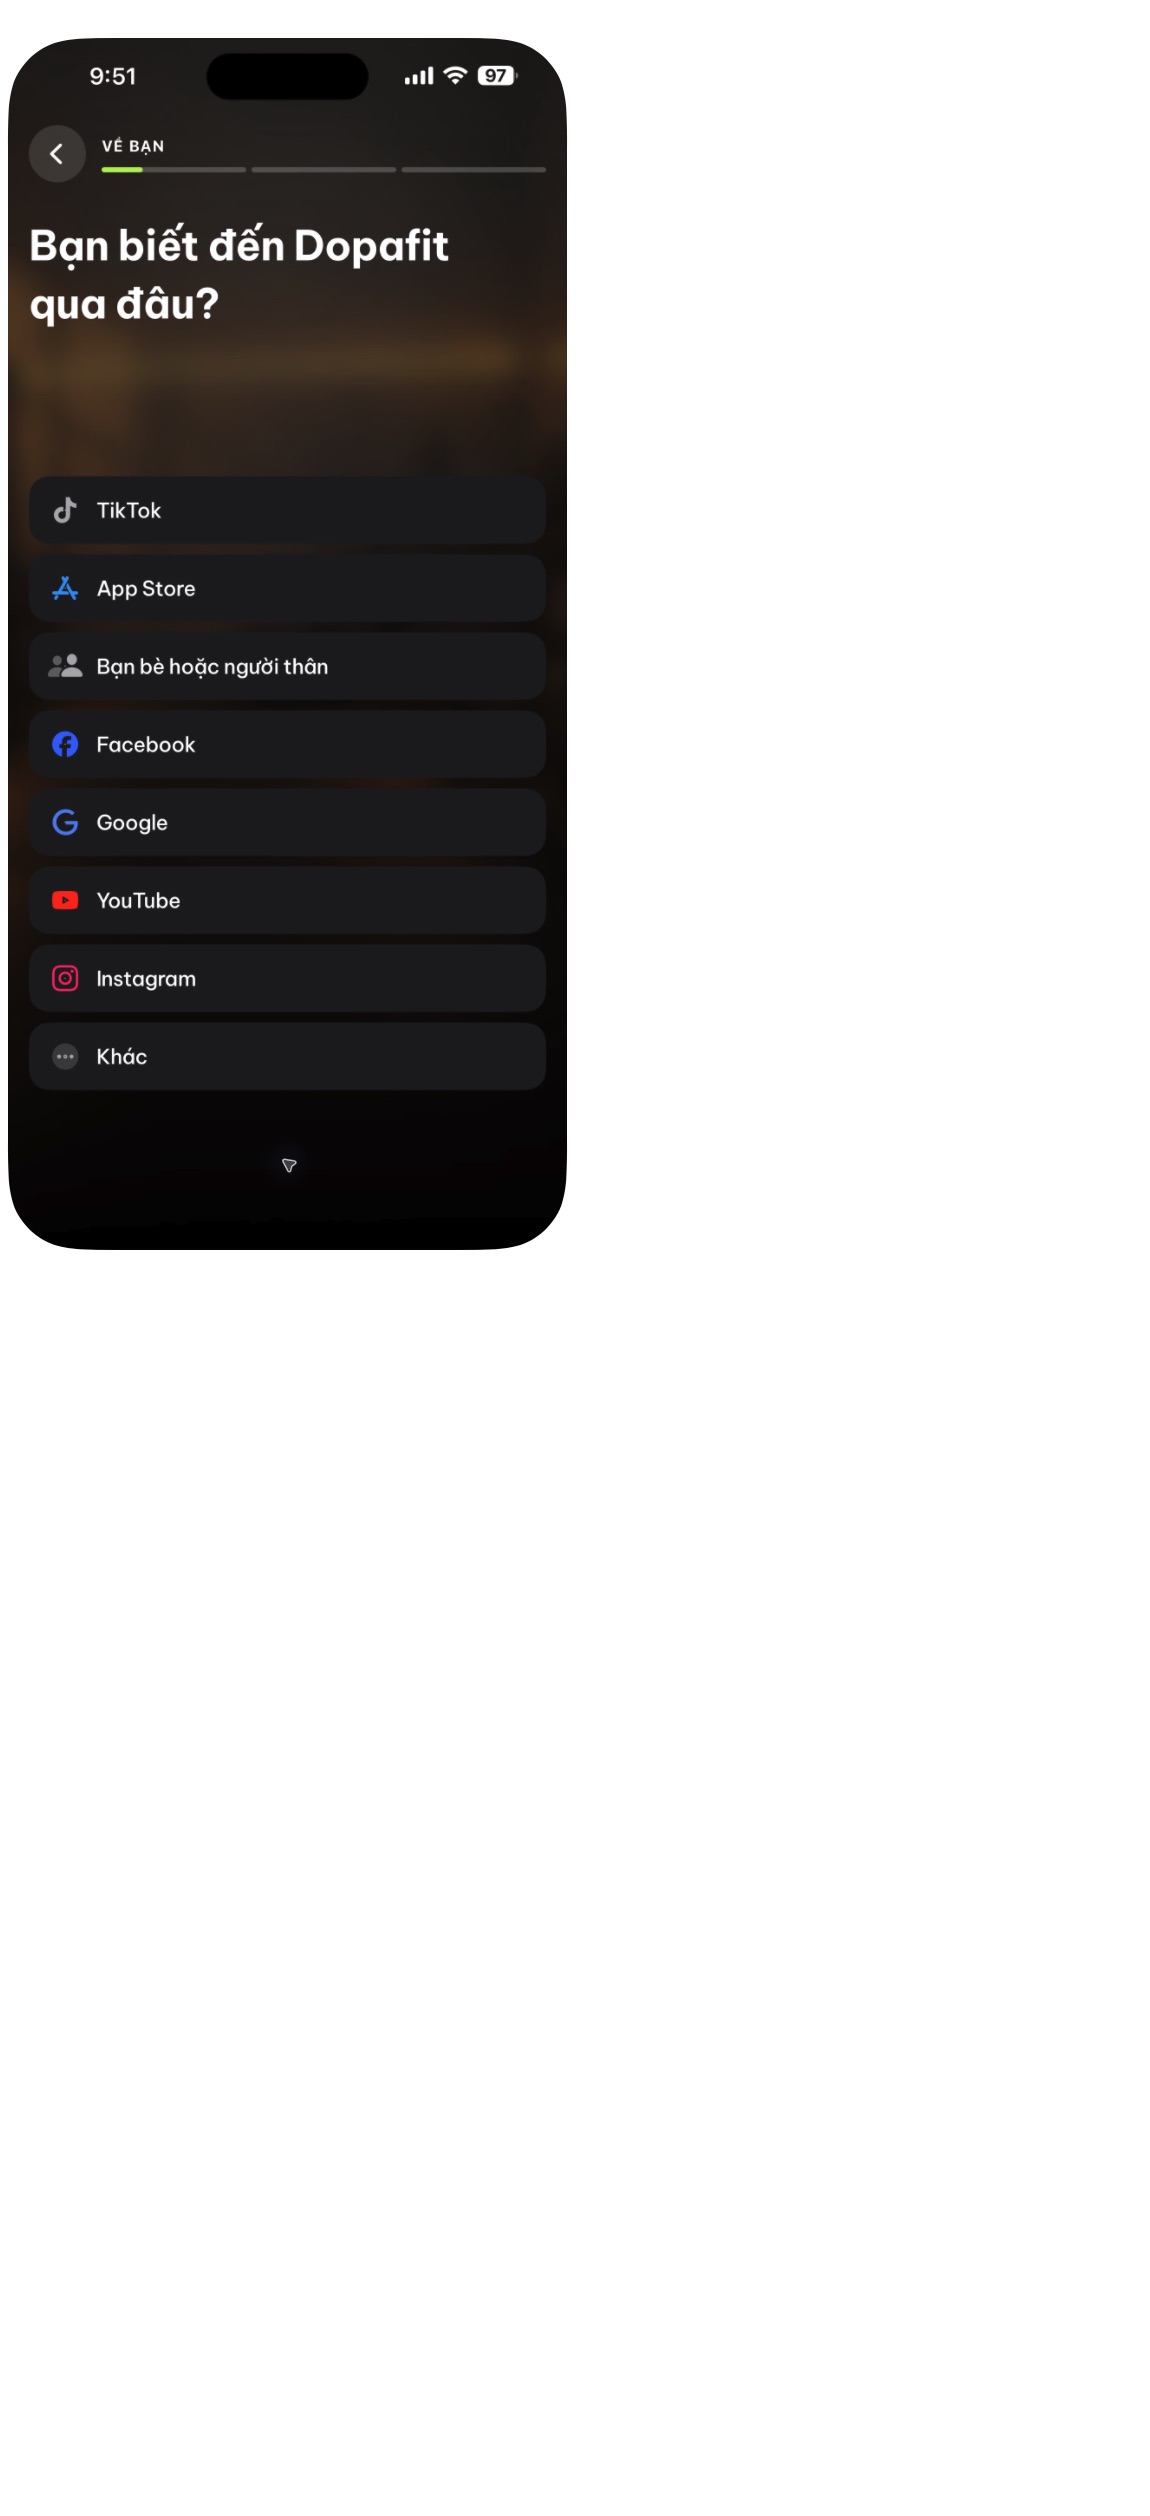 9:51
97
VỀ BẠN
Bạn biết đến Dopafit
qua đâu?
TikTok
App Store
Bạn bè hoặc người thân
Facebook
Google
YouTube
Instagram
Khác